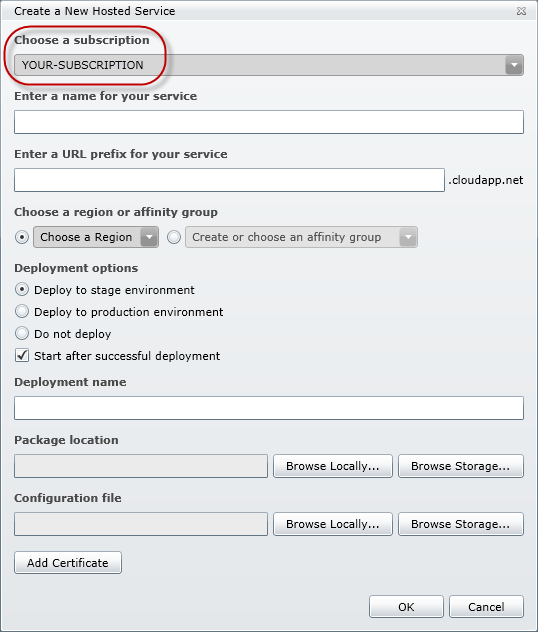 Create a New Hosted Service
Choose a subscription
YOUR-SUBSCRIPTION
Enter a name for your service
Enter a URL prefix for your service
.cloudapp.net
Choose a region or affinity group
Choose a Region Create or choose an affinity group
Deployment options
Deploy to stage environment
Deploy to production environment
Do not deploy
Start after successful deployment
Deployment name
Package location
Browse Locally... Browse Storage...
Configuration file
Browse Locally... Browse Storage...
Add Certificate
OK Cancel